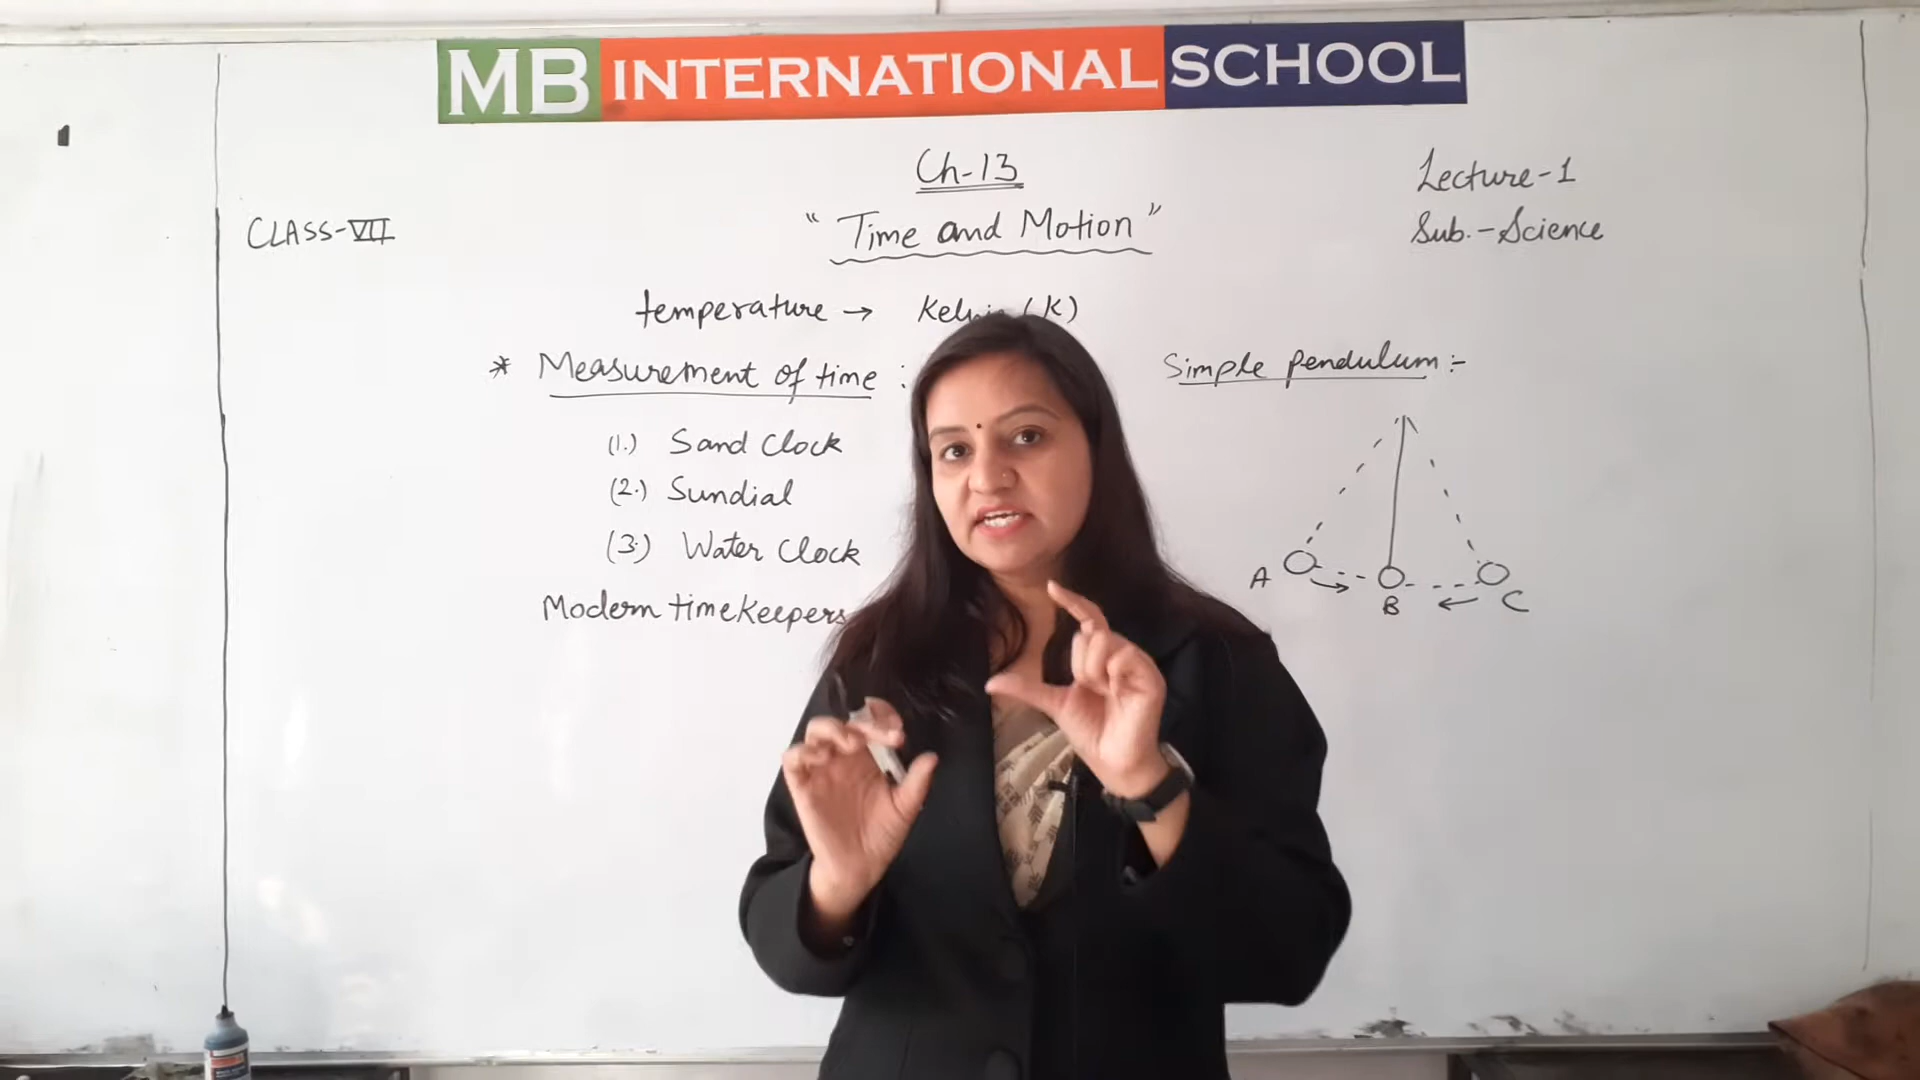 MB INTERNATIONAL SCHOOL
Ch-13
Lecture-1
CLASS-VII
"Time and Motion"
Sub.-Science
temperature → (K)
* Measurement of time :
Simple pendulum :-
(1.) Sand Clock
(2.) Sundial
(3.) Water Clock
A
B
C
Modern timekeepers